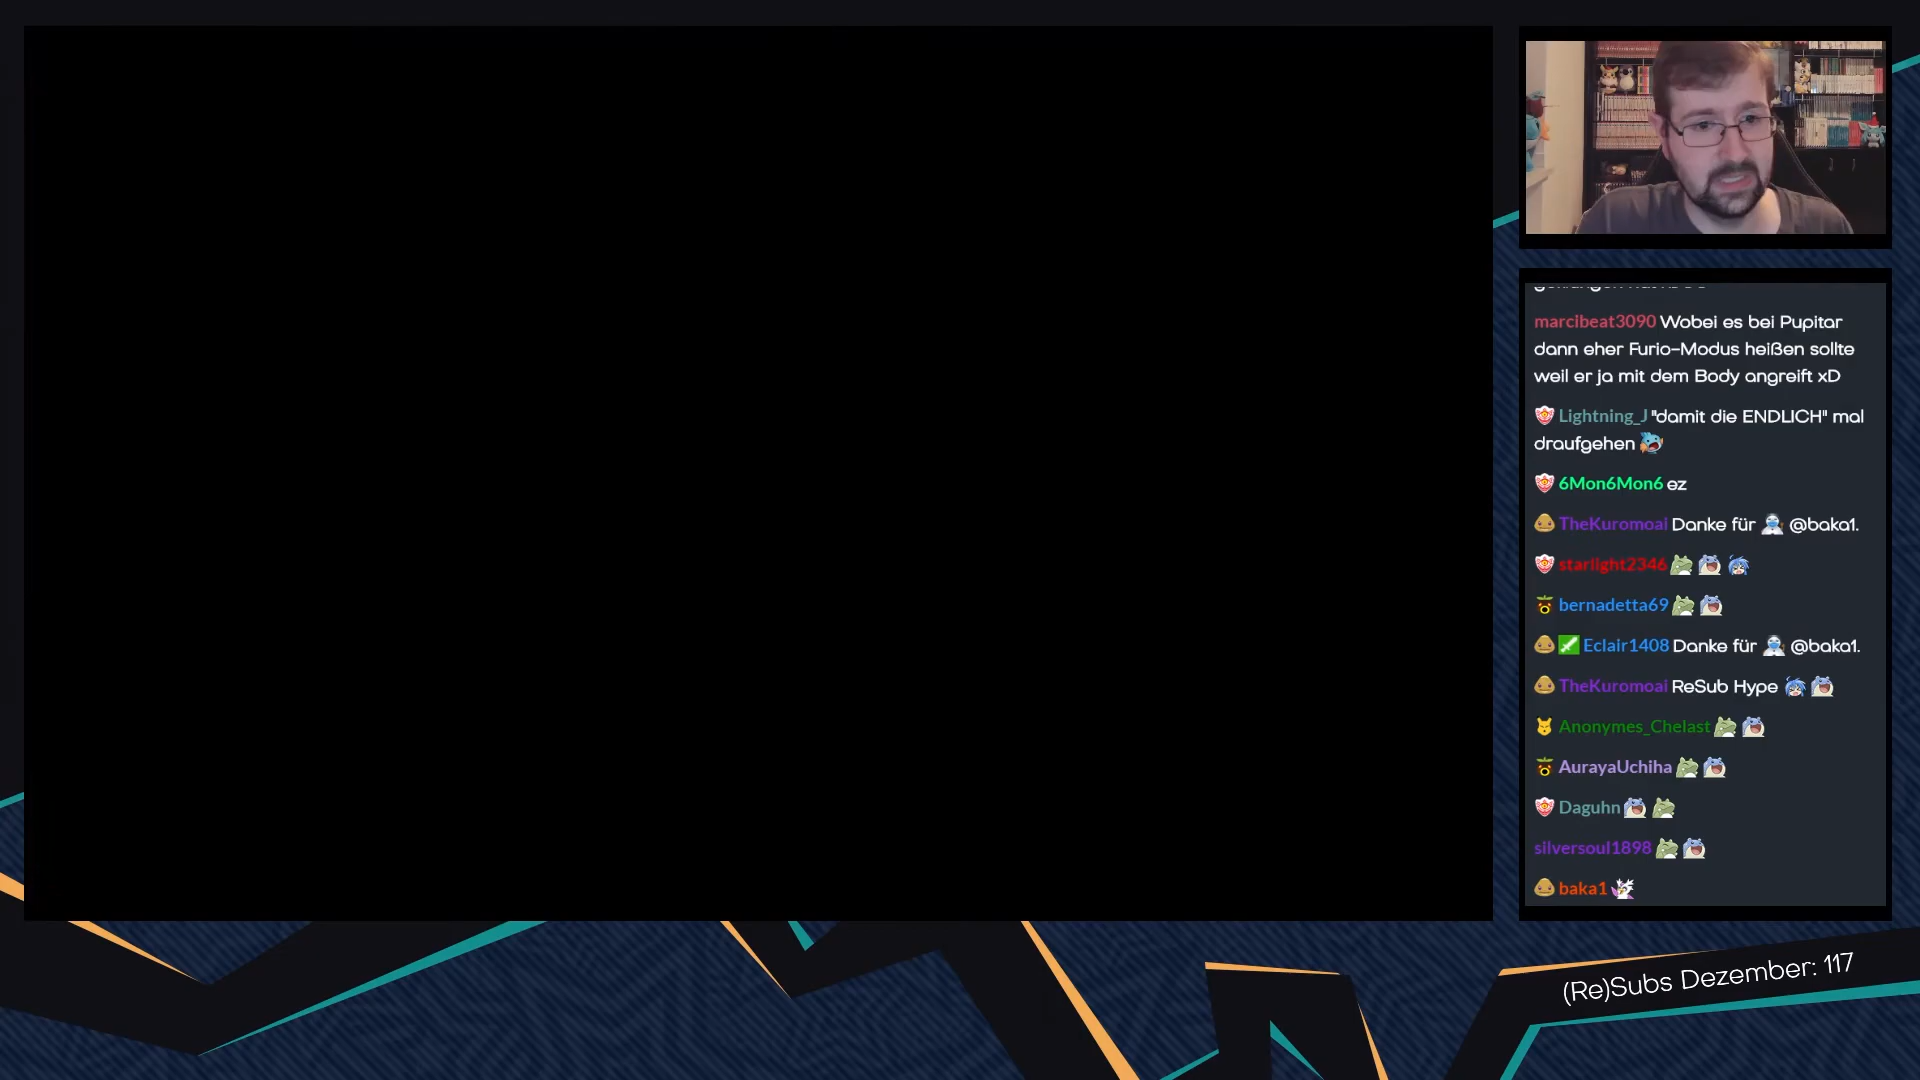 marcibeat3090 Wobei es bei Pupitar
dann eher Furio-Modus heißen sollte
weil er ja mit dem Body angreift xD
Lightning_J "damit die ENDLICH" mal
draufgehen
6Mon6Mon6 ez
TheKuromoai Danke für @baka1.
starlight2346
bernadetta69
Eclair1408 Danke für @baka1.
TheKuromoai ReSub Hype
Anonymes_Chelast
AurayaUchiha
Daguhn
silversoul1898
baka1
(Re)Subs Dezember: 117